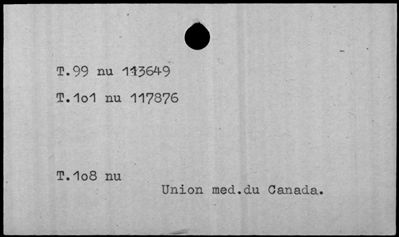 T.99 nu 113649
T.1o1 nu 117876
T.1o8 nu
Union med.du Canada.